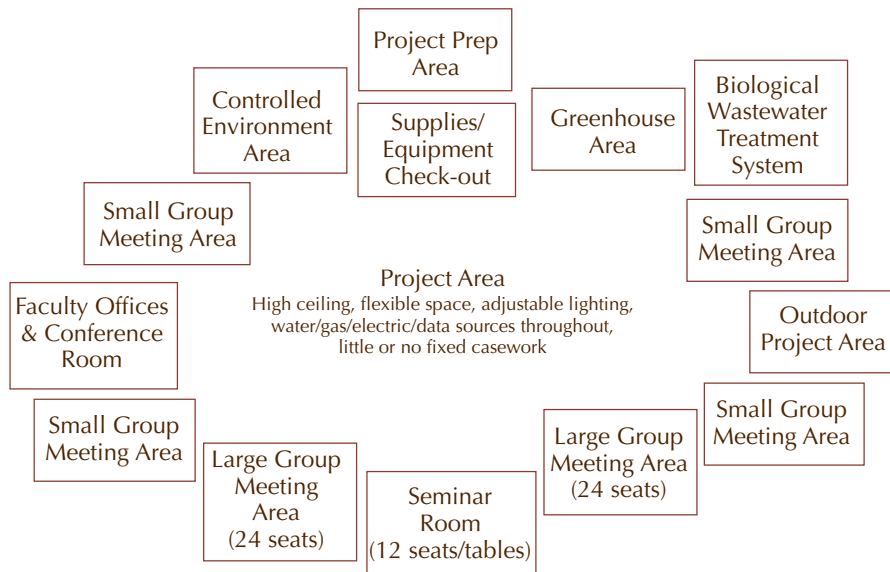 Project Prep
Area
Controlled
Environment
Area
Supplies/
Equipment
Check-out
Greenhouse
Area
Biological
Wastewater
Treatment
System
Small Group
Meeting Area
Small Group
Meeting Area
Project Area
High ceiling, flexible space, adjustable lighting,
water/gas/electric/data sources throughout,
little or no fixed casework
Faculty Offices
& Conference
Room
Outdoor
Project Area
Small Group
Meeting Area
Small Group
Meeting Area
Large Group
Meeting
Area
(24 seats)
Seminar
Room
(12 seats/tables)
Large Group
Meeting Area
(24 seats)